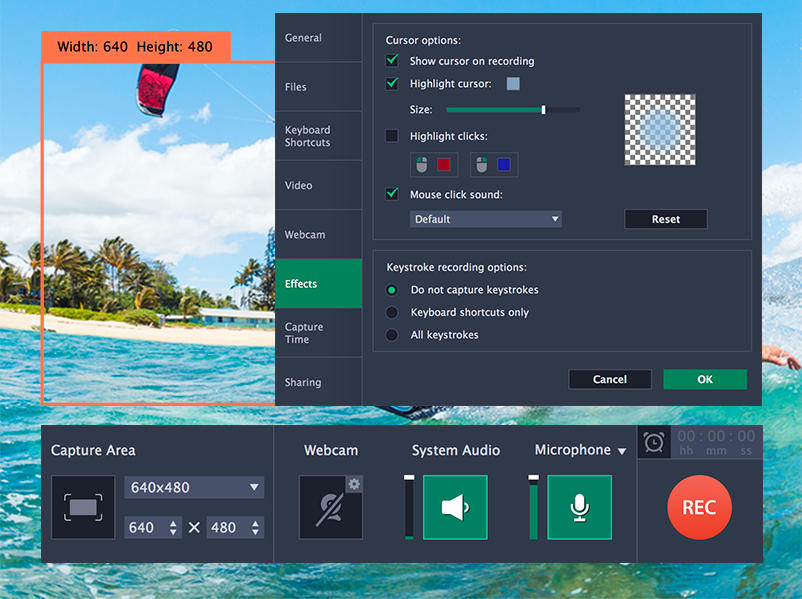 Width: 640 Height: 480
General
Files
Keyboard
Shortcuts
Video
Webcam
Effects
Capture
Time
Sharing
Cursor options:
Show cursor on recording
Highlight cursor:
Size:
Highlight clicks:
Mouse click sound:
Default
Reset
Keystroke recording options:
Do not capture keystrokes
Keyboard shortcuts only
All keystrokes
Cancel
OK
Capture Area
640x480
640 × 480
Webcam
System Audio
Microphone
00 : 00 : 00
hh mm ss
REC